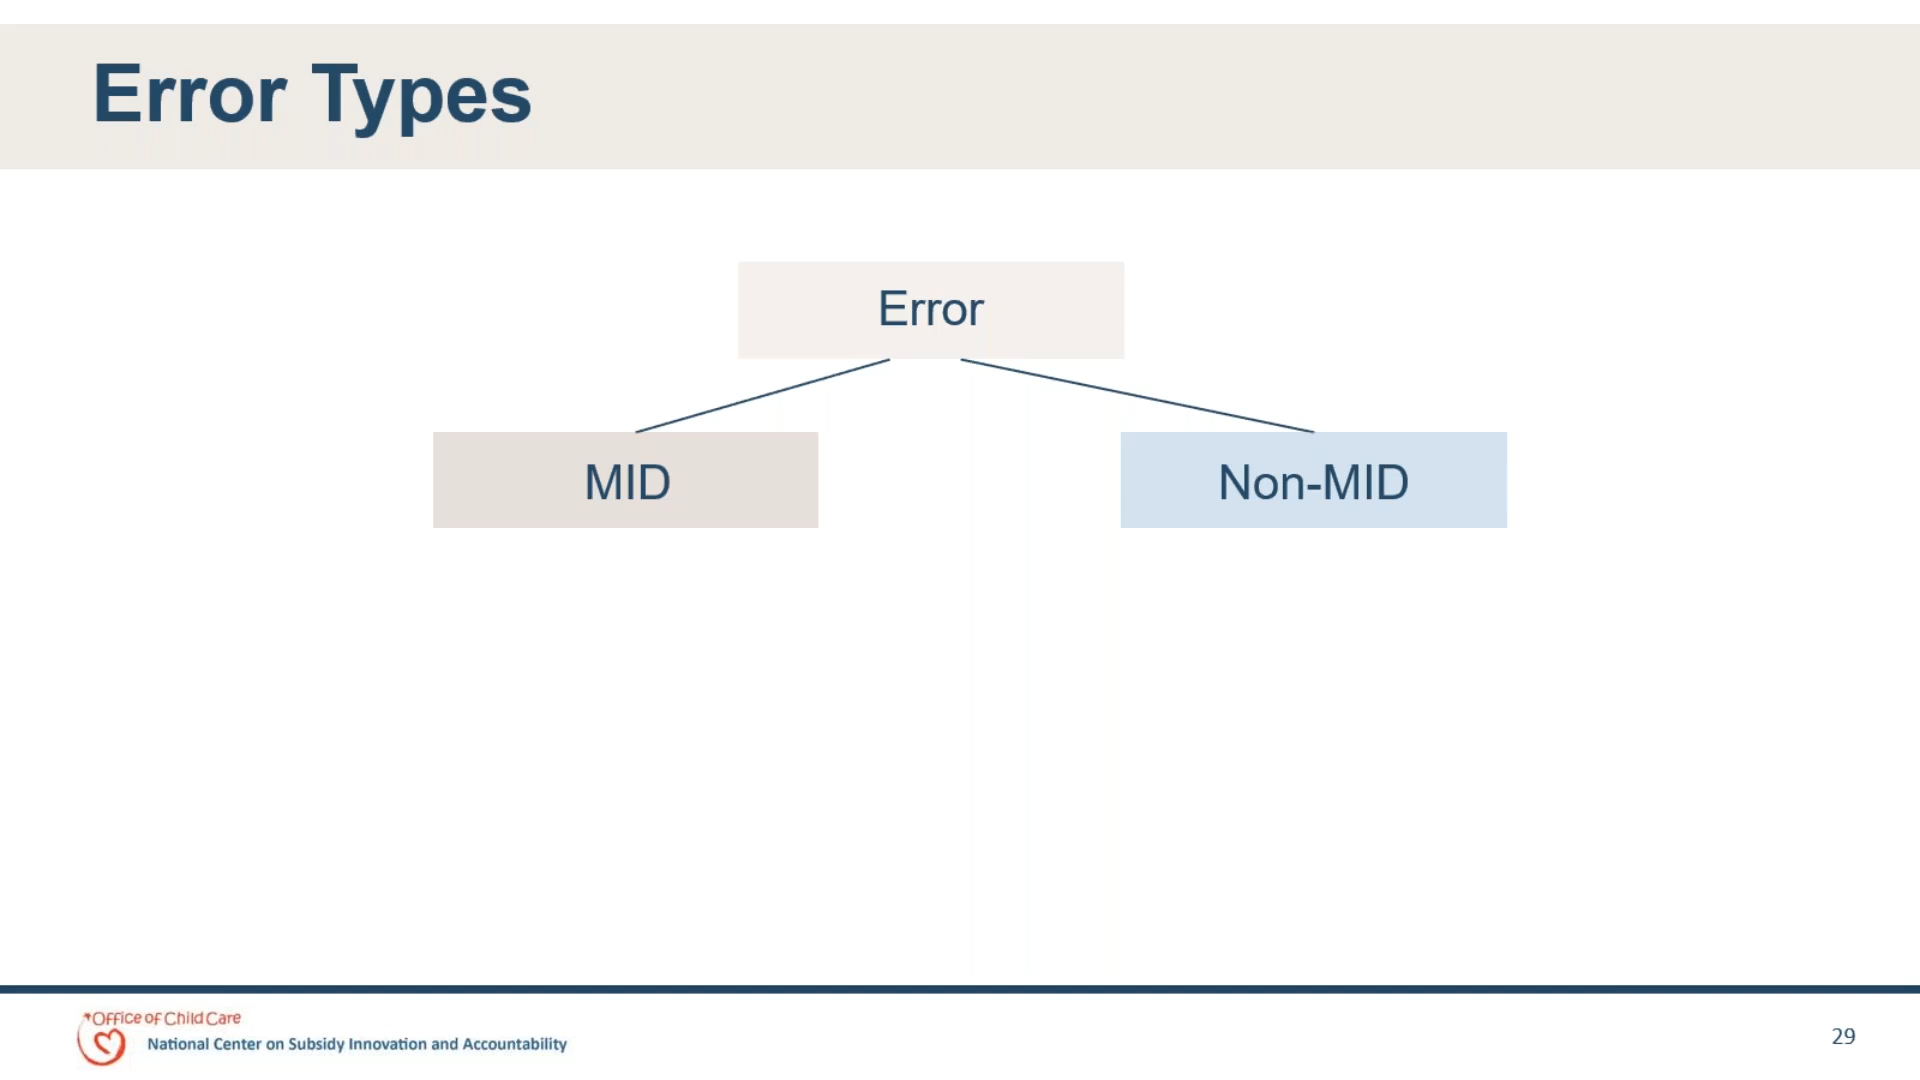 Error Types
Error
MID
Non-MID
Office of Child Care
National Center on Subsidy Innovation and Accountability
29